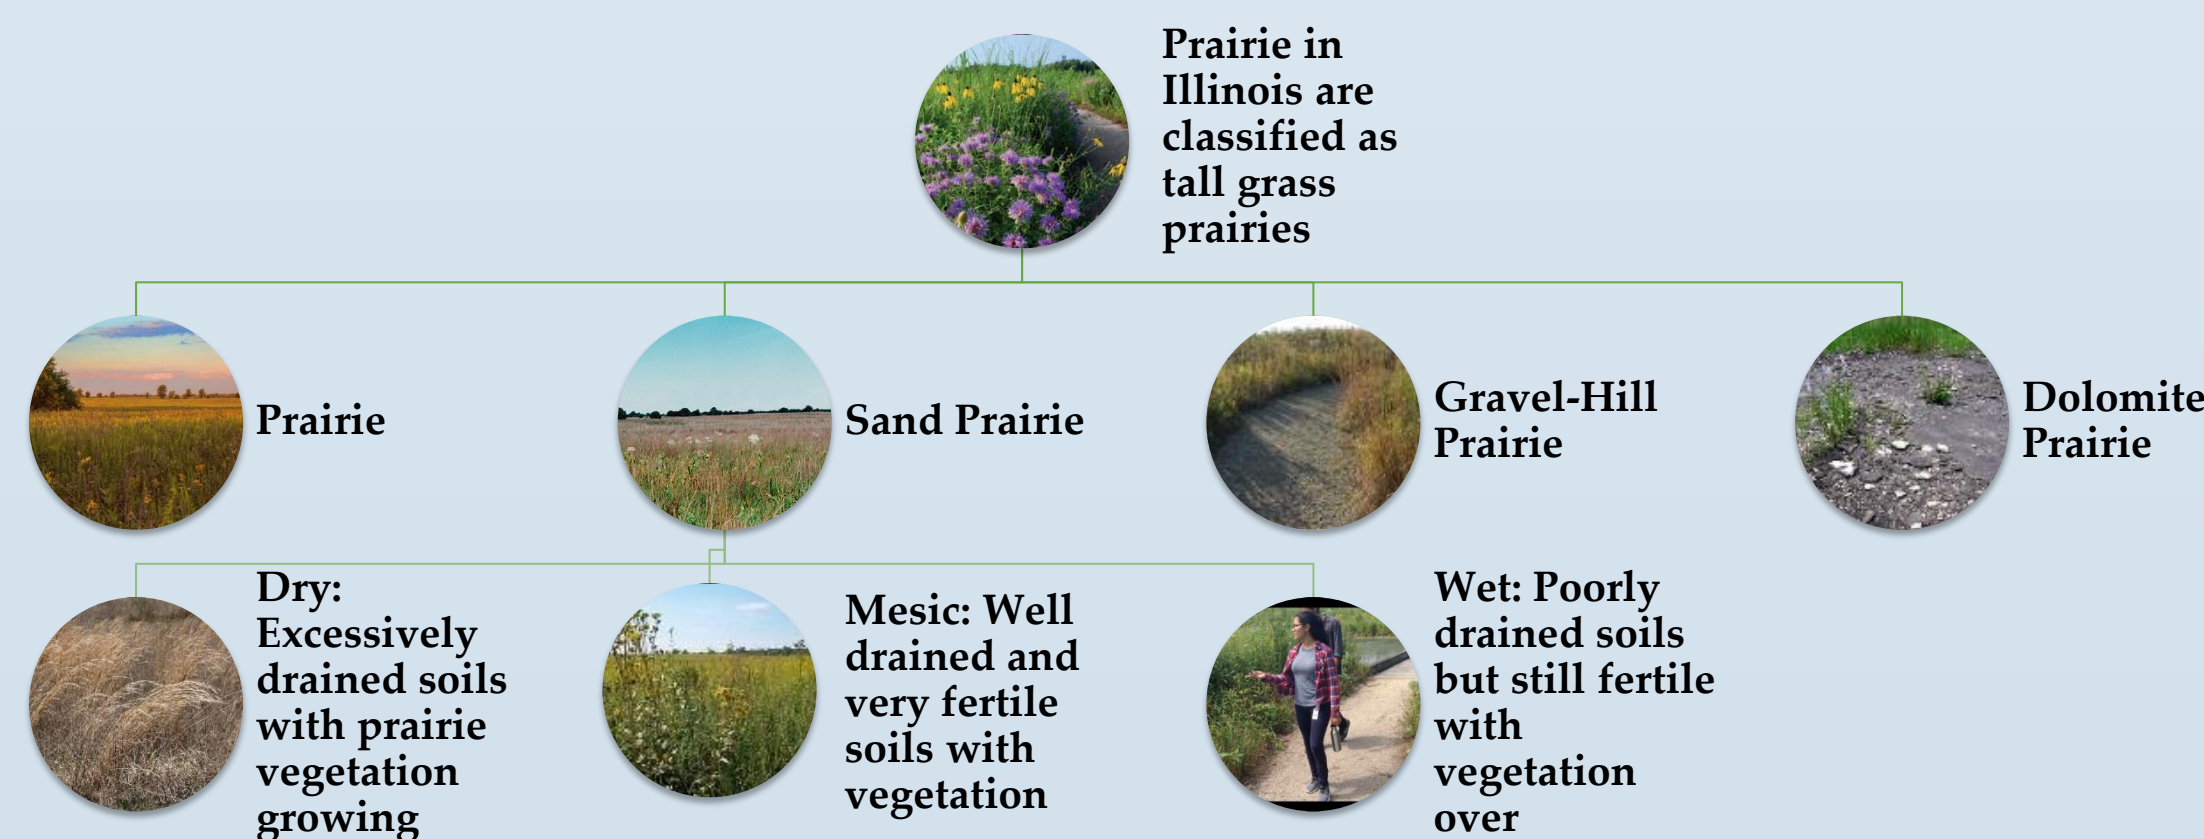 Prairie in
Illinois are
classified as
tall grass
prairies
Prairie
Sand Prairie
Gravel-Hill
Prairie
Dolomite
Prairie
Dry:
Excessively
drained soils
with prairie
vegetation
growing
Mesic: Well
drained and
very fertile
soils with
vegetation
Wet: Poorly
drained soils
but still fertile
with
vegetation
over